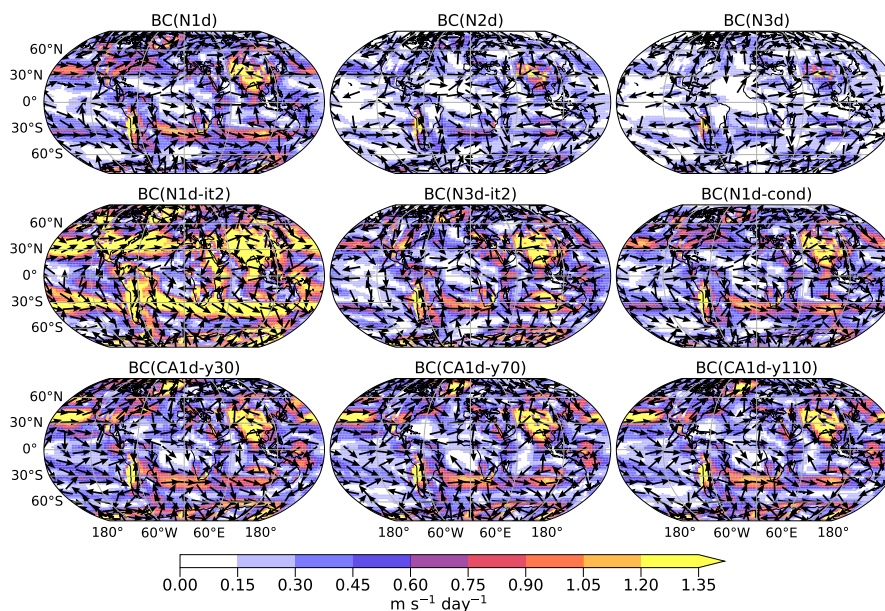 BC(N1d) BC(N2d) BC(N3d)
60°N
30°N
0°
30°S
60°S
BC(N1d-it2) BC(N3d-it2) BC(N1d-cond)
60°N
30°N
0°
30°S
60°S
BC(CA1d-y30) BC(CA1d-y70) BC(CA1d-y110)
60°N
30°N
0°
30°S
60°S
180° 60°W 60°E 180° 180° 60°W 60°E 180° 180° 60°W 60°E 180°
0.00 0.15 0.30 0.45 0.60 0.75 0.90 1.05 1.20 1.35
m s⁻¹ day⁻¹